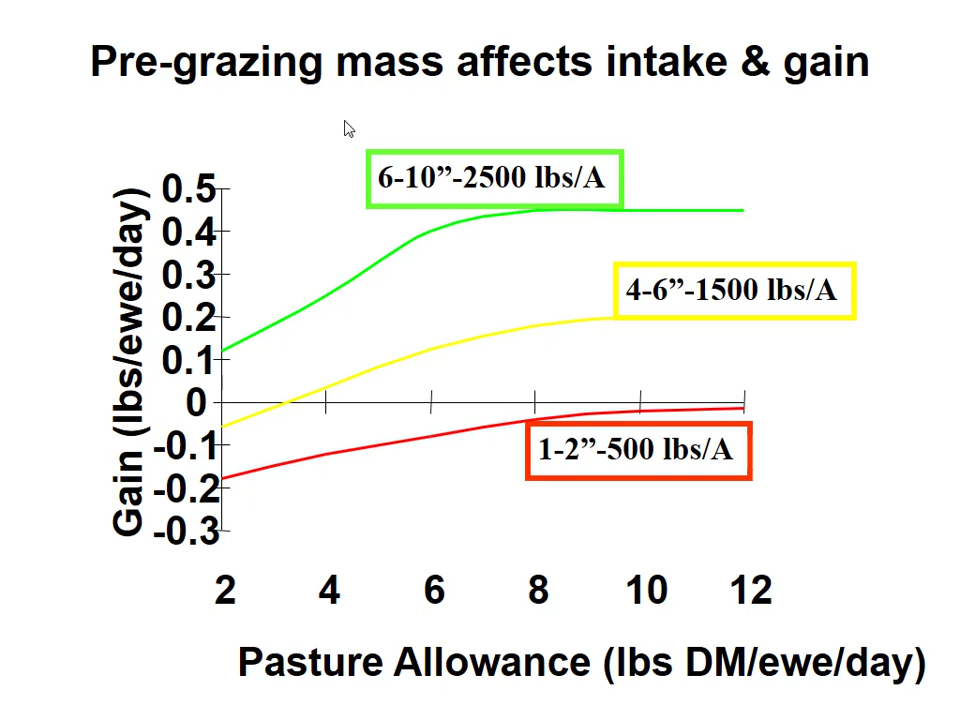 Pre-grazing mass affects intake & gain
6-10”-2500 lbs/A
4-6”-1500 lbs/A
1-2”-500 lbs/A
Gain (lbs/ewe/day)
0.5
0.4
0.3
0.2
0.1
0
-0.1
-0.2
-0.3
2 4 6 8 10 12
Pasture Allowance (lbs DM/ewe/day)